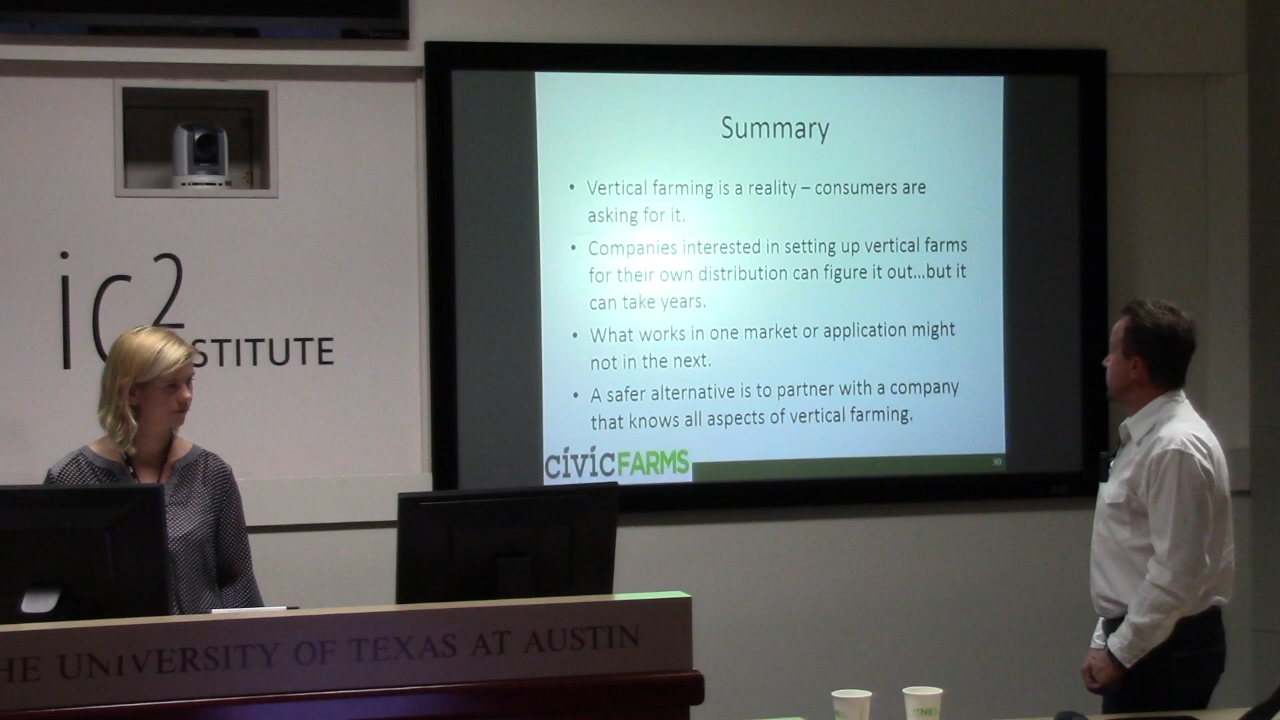 Summary
• Vertical farming is a reality – consumers are
asking for it.
• Companies interested in setting up vertical farms
for their own distribution can figure it out...but it
can take years.
• What works in one market or application might
not in the next.
• A safer alternative is to partner with a company
that knows all aspects of vertical farming.
civicFARMS
30
ic²
STITUTE
HE UNIVERSITY OF TEXAS AT AUSTIN